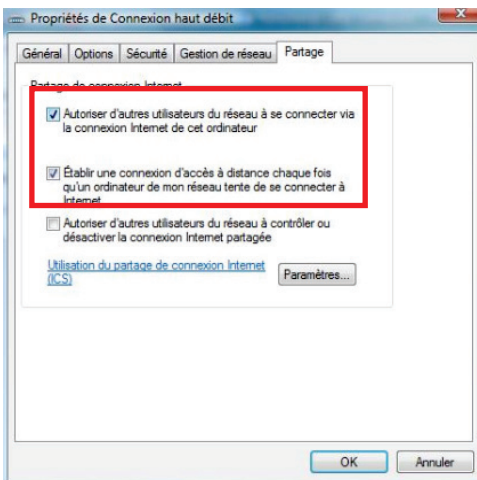 Propriétés de Connexion haut débit
Général Options Sécurité Gestion de réseau Partage
Partage de connexion Internet
Autoriser d'autres utilisateurs du réseau à se connecter via
la connexion Internet de cet ordinateur
Établir une connexion d'accès à distance chaque fois
qu'un ordinateur de mon réseau tente de se connecter à
Internet
Autoriser d'autres utilisateurs du réseau à contrôler ou
désactiver la connexion Internet partagée
Utilisation du partage de connexion Internet
(ICS)
Paramètres...
OK Annuler